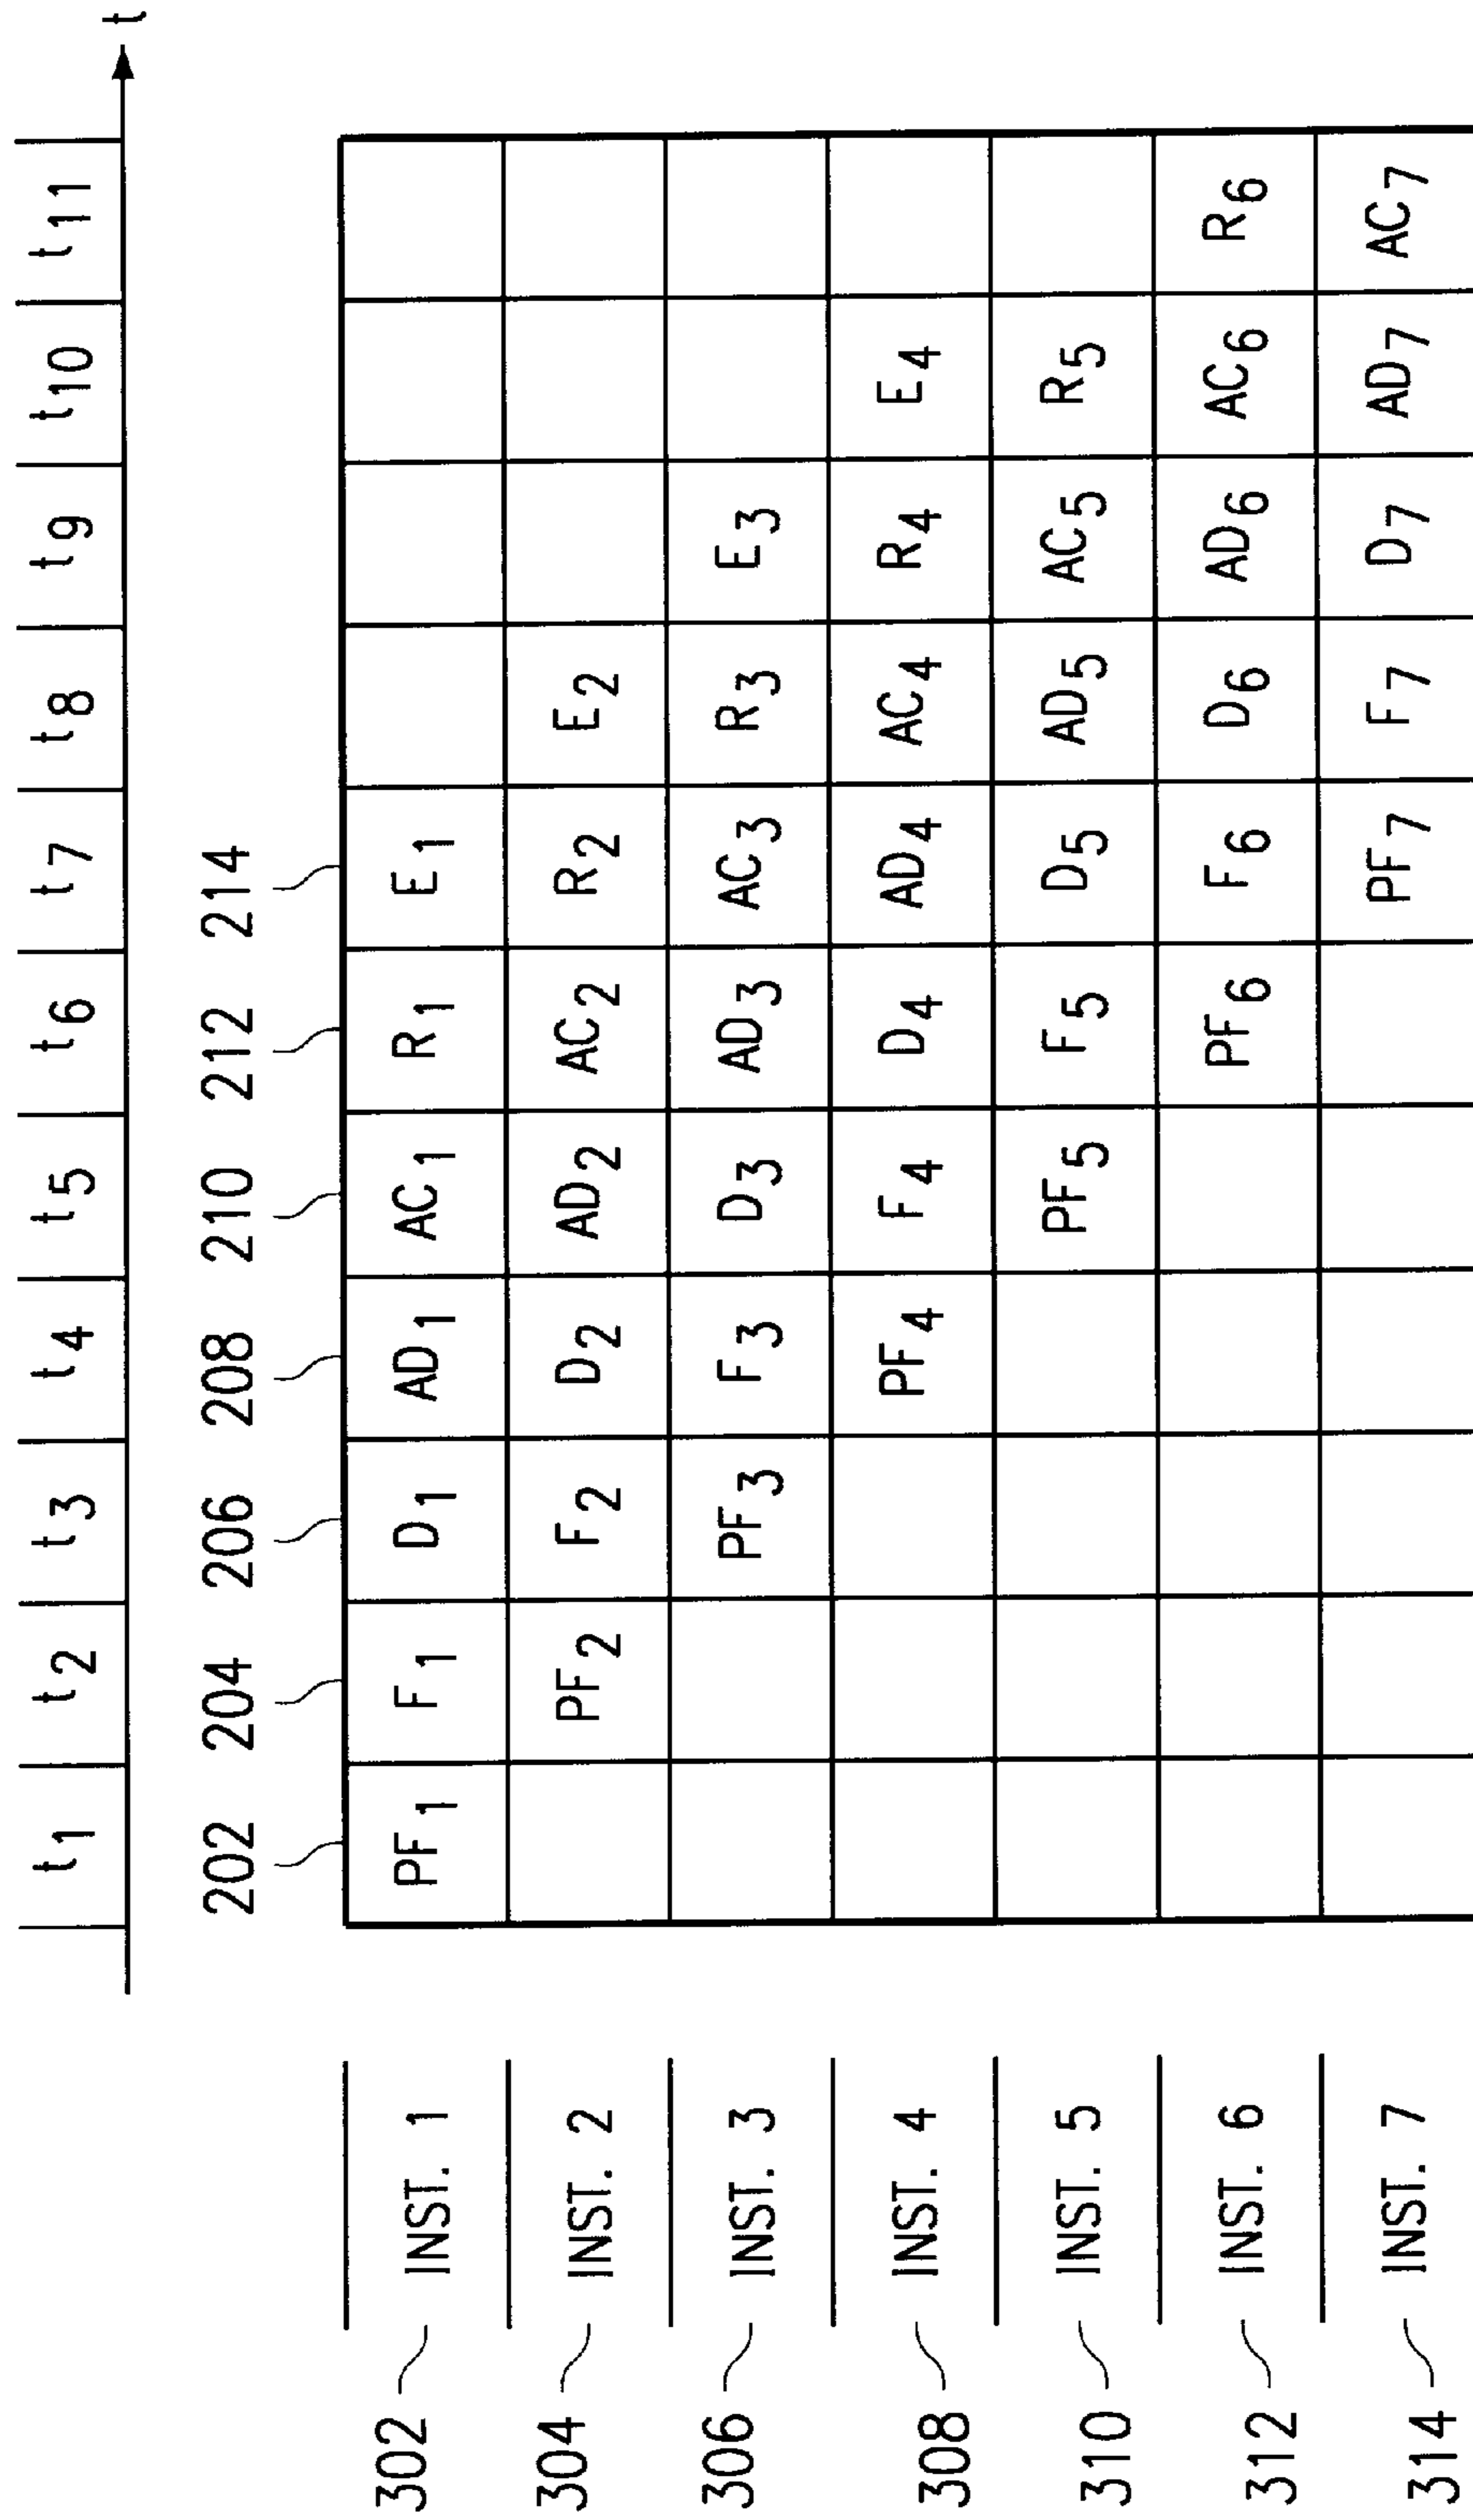 t1 t2 t3 t4 t5 t6 t7 t8 t9 t10 t11 t
202 204 206 208 210 212 214
302 INST. 1 PF1 F1 D1 AD1 AC1 R1 E1
304 INST. 2 PF2 F2 D2 AD2 AC2 R2 E2
306 INST. 3 PF3 F3 D3 AD3 AC3 R3 E3
308 INST. 4 PF4 F4 D4 AD4 AC4 R4 E4
310 INST. 5 PF5 F5 D5 AD5 AC5 R5
312 INST. 6 PF6 F6 D6 AD6 AC6 R6
314 INST. 7 PF7 F7 D7 AD7 AC7